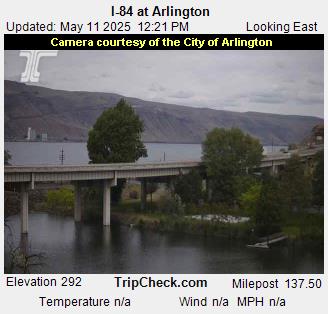 I-84 at Arlington
Updated: May 11 2025 12:21 PM Looking East
Camera courtesy of the City of Arlington
Elevation 292 TripCheck.com Milepost 137.50
Temperature n/a Wind n/a MPH n/a